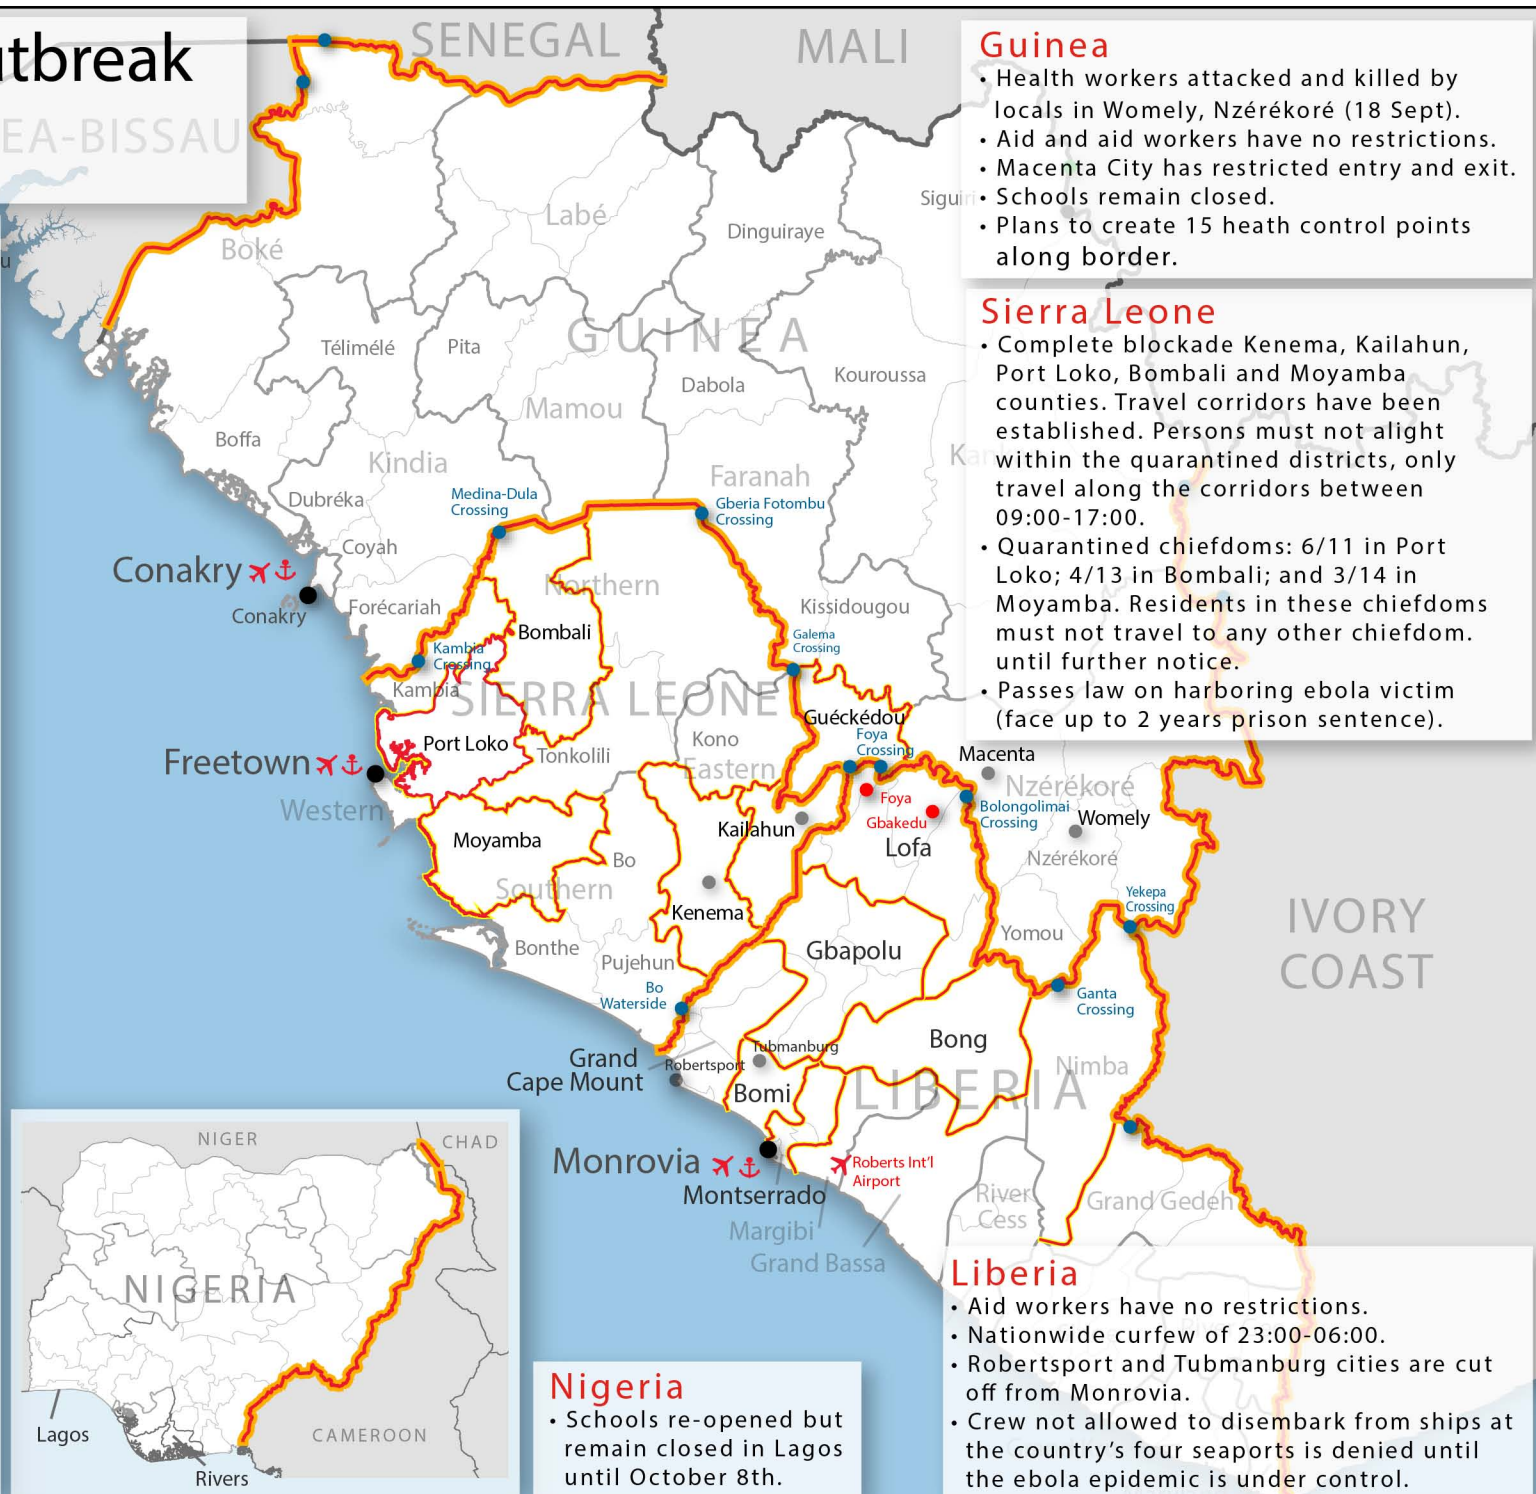 utbreak
SENEGAL
MALI
EA-BISSAU
Guinea
• Health workers attacked and killed by
locals in Womely, Nzérékoré (18 Sept).
• Aid and aid workers have no restrictions.
• Macenta City has restricted entry and exit.
• Schools remain closed.
• Plans to create 15 heath control points
along border.
Siguiri
Labé
Dinguiraye
Boké
u
Sierra Leone
• Complete blockade Kenema, Kailahun,
Port Loko, Bombali and Moyamba
counties. Travel corridors have been
established. Persons must not alight
within the quarantined districts, only
travel along the corridors between
09:00-17:00.
• Quarantined chiefdoms: 6/11 in Port
Loko; 4/13 in Bombali; and 3/14 in
Moyamba. Residents in these chiefdoms
must not travel to any other chiefdom.
until further notice.
• Passes law on harboring ebola victim
(face up to 2 years prison sentence).
GUINEA
Télimélé
Pita
Dabola
Kouroussa
Mamou
Boffa
Kindia
Faranah
Dubréka
Medina-Dula
Crossing
Gberia Fotombu
Crossing
Coyah
Conakry
Conakry
Northern
Forécariah
Kissidougou
Bombali
Galema
Crossing
Kambia
Crossing
Kambia
SIERRA LEONE
Guéckédou
Foya
Crossing
Port Loko
Tonkolili
Kono
Eastern
Macenta
Freetown
Nzérékoré
Western
Foya
Gbakedu
Bolongolimai
Crossing
Womely
Kailahun
Moyamba
Lofa
Nzérékoré
Bo
Southern
Yekepa
Crossing
Kenema
IVORY
COAST
Yomou
Bonthe
Gbapolu
Pujehun
Bo
Waterside
Ganta
Crossing
Bong
Tubmanburg
Grand
Cape Mount
Robertsport
Nimba
Bomi
LIBERIA
Monrovia
Roberts Int'l
Airport
Montserrado
River
Cess
Grand Gedeh
Margibi
Grand Bassa
NIGER
CHAD
NIGERIA
CAMEROON
Lagos
Rivers
Nigeria
• Schools re-opened but
remain closed in Lagos
until October 8th.
Liberia
• Aid workers have no restrictions.
• Nationwide curfew of 23:00-06:00.
• Robertsport and Tubmanburg cities are cut
off from Monrovia.
• Crew not allowed to disembark from ships at
the country's four seaports is denied until
the ebola epidemic is under control.